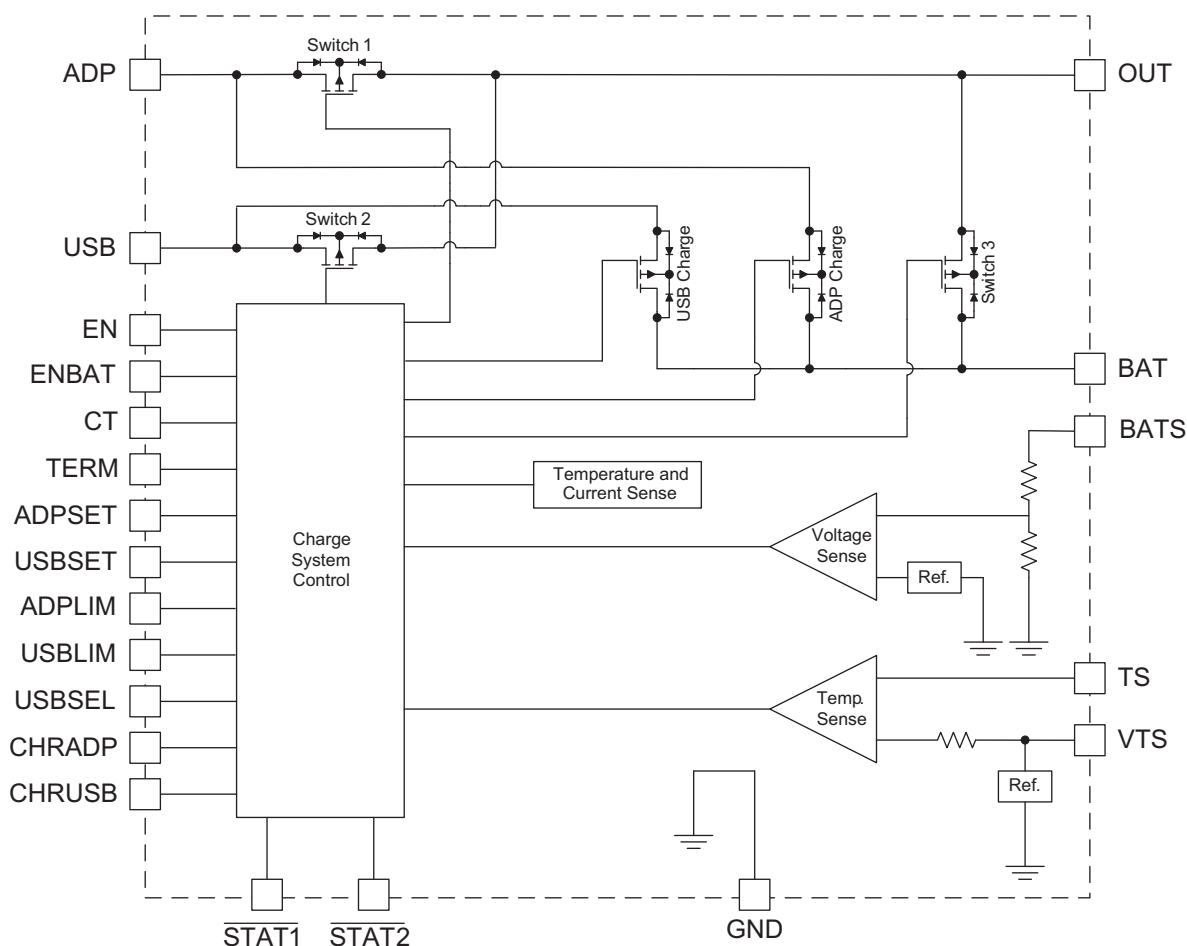 Switch 1
ADP
OUT
Switch 2
USB
USB Charge
ADP Charge
Switch 3
EN
ENBAT
BAT
CT
BATS
TERM
Temperature and
Current Sense
ADPSET
Charge
System
Control
Voltage
Sense
USBSET
Ref.
ADPLIM
USBLIM
TS
USBSEL
Temp.
Sense
CHRADP
VTS
CHRUSB
Ref.
STAT1
STAT2
GND